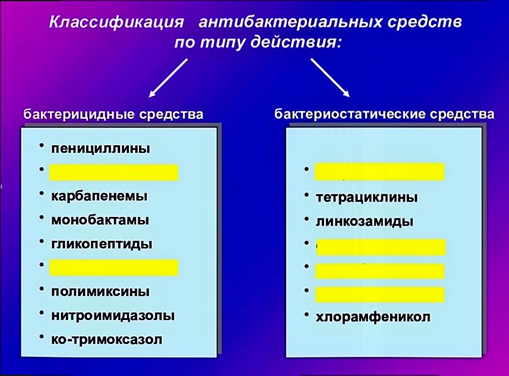 Классификация антибактериальных средств
по типу действия:
бактерицидные средства
пенициллины
карбапенемы
монобактамы
гликопептиды
полимиксины
нитроимидазолы
ко-тримоксазол
бактериостатические средства
тетрациклины
линкозамиды
хлорамфеникол